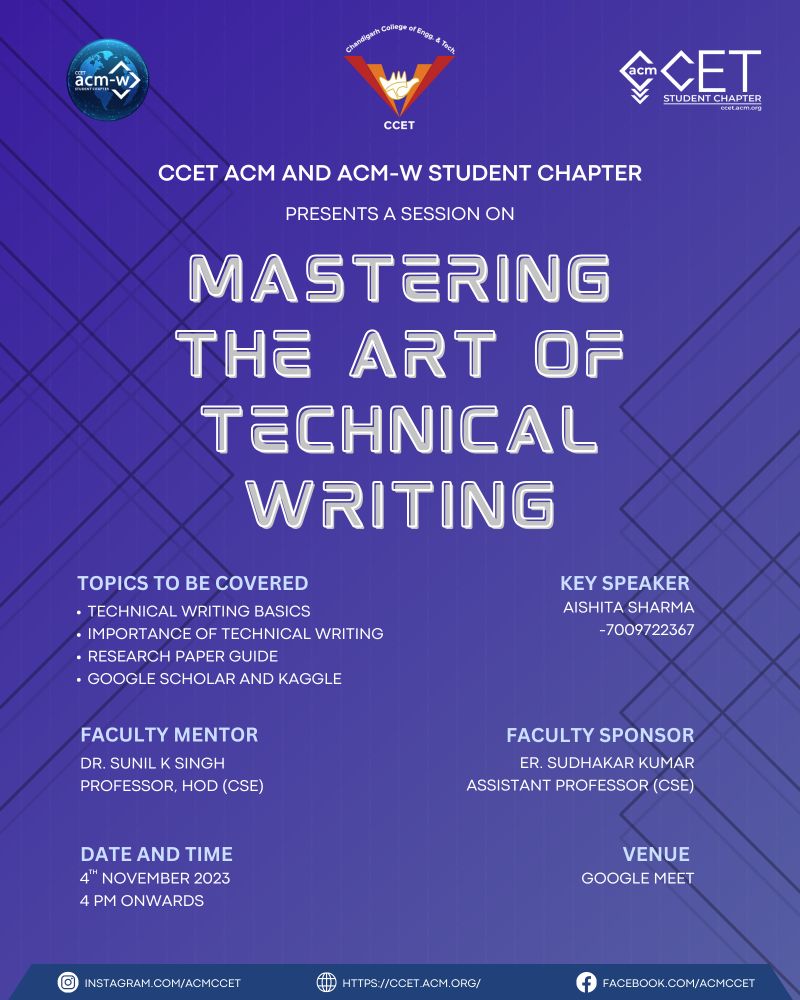 CCET
acm-w
STUDENT CHAPTER
Chandigarh College of Engg. & Tech.
CCET
acm
CCET
STUDENT CHAPTER
ccet.acm.org
CCET ACM AND ACM-W STUDENT CHAPTER
PRESENTS A SESSION ON
MASTERING
THE ART OF
TECHNICAL
WRITING
TOPICS TO BE COVERED
• TECHNICAL WRITING BASICS
• IMPORTANCE OF TECHNICAL WRITING
• RESEARCH PAPER GUIDE
• GOOGLE SCHOLAR AND KAGGLE
KEY SPEAKER
AISHITA SHARMA
-7009722367
FACULTY MENTOR
DR. SUNIL K SINGH
PROFESSOR, HOD (CSE)
FACULTY SPONSOR
ER. SUDHAKAR KUMAR
ASSISTANT PROFESSOR (CSE)
DATE AND TIME
4TH NOVEMBER 2023
4 PM ONWARDS
VENUE
GOOGLE MEET
INSTAGRAM.COM/ACMCCET
HTTPS://CCET.ACM.ORG/
FACEBOOK.COM/ACMCCET